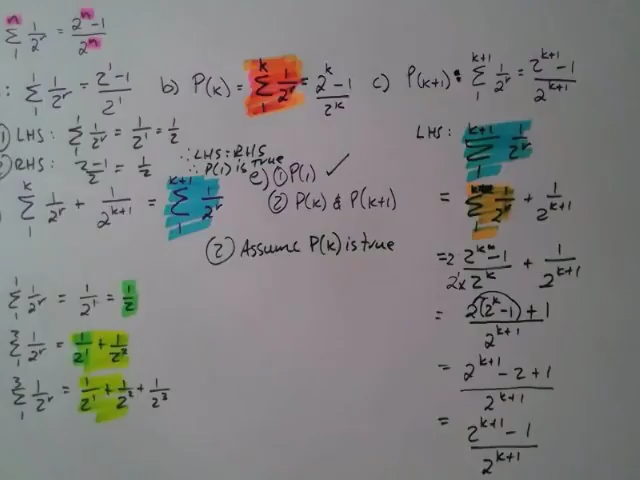 n∑1 1/2^r = (2^n - 1)/2^n
: 1∑1 1/2^r = (2^1 - 1)/2^1
b) P(k) = k∑1 1/2^r = (2^k - 1)/2^k
c) P(k+1): k+1∑1 1/2^r = (2^(k+1) - 1)/2^(k+1)
1) LHS: 1∑1 1/2^r = 1/2^1 = 1/2
2) RHS: (2-1)/2 = 1/2
∴ LHS = RHS
∴ P(1) is true
k∑1 1/2^r + 1/2^(k+1) = k+1∑1 1/2^r
e) ① P(1) ✓
② P(k) & P(k+1)
② Assume P(k) is true
1∑1 1/2^r = 1/2^1 = 1/2
3∑1 1/2^r = 1/2^1 + 1/2^2
3∑1 1/2^r = 1/2^1 + 1/2^2 + 1/2^3
LHS: k+1∑1 1/2^r
= ∑1 1/2^r + 1/2^(k+1)
= 2 (2^k - 1)/(2^1 × 2^k) + 1/2^(k+1)
= (2(2^k - 1) + 1)/2^(k+1)
= (2^(k+1) - 2 + 1)/2^(k+1)
= (2^(k+1) - 1)/2^(k+1)